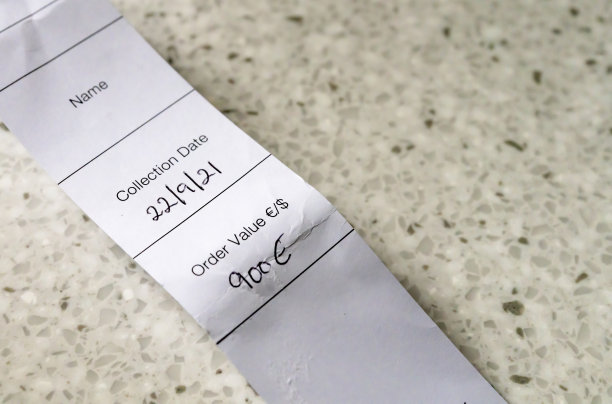 Name
Collection Date
22/9/21
Order Value €/$
900€